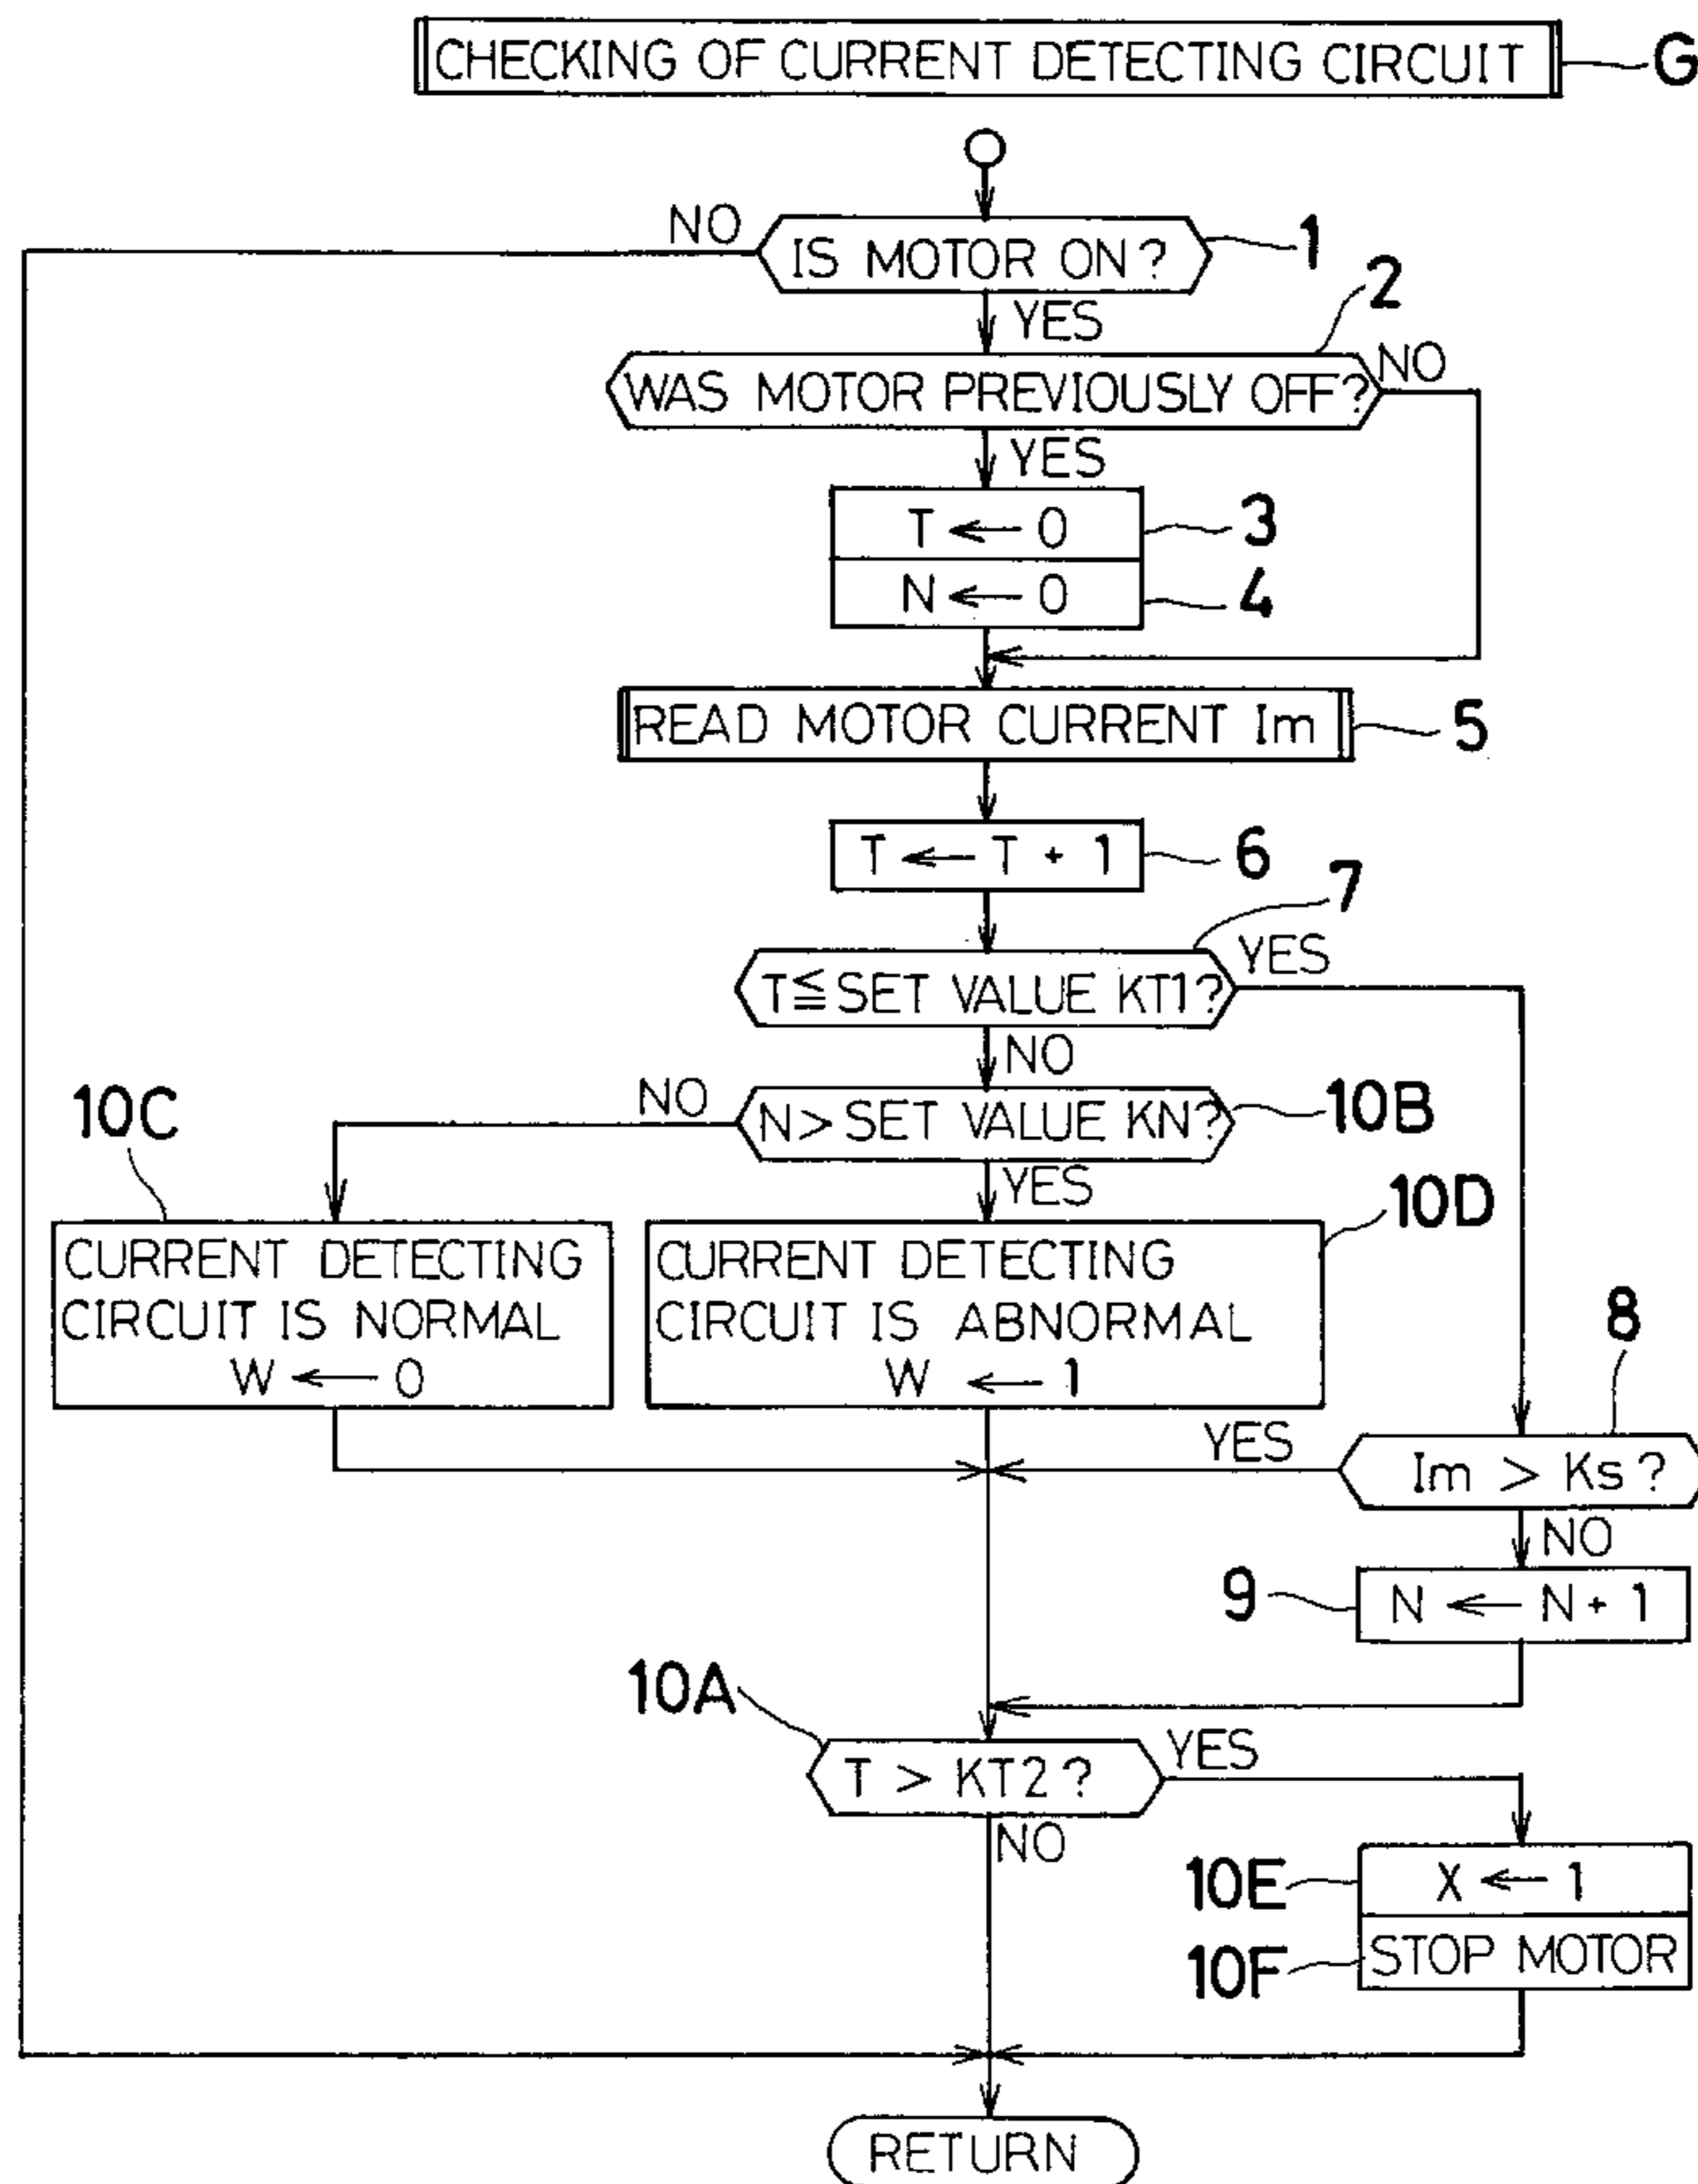 CHECKING OF CURRENT DETECTING CIRCUIT
G
NO
IS MOTOR ON?
1
YES
2
WAS MOTOR PREVIOUSLY OFF?
NO
YES
T ← 0
3
N ← 0
4
READ MOTOR CURRENT Im
5
T ← T + 1
6
7
T ≦ SET VALUE KT1?
YES
NO
NO
N > SET VALUE KN?
10B
10C
YES
10D
CURRENT DETECTING
CIRCUIT IS NORMAL
W ← 0
CURRENT DETECTING
CIRCUIT IS ABNORMAL
W ← 1
8
YES
Im > Ks?
NO
9
N ← N + 1
10A
T > KT2?
YES
NO
10E
X ← 1
10F
STOP MOTOR
RETURN